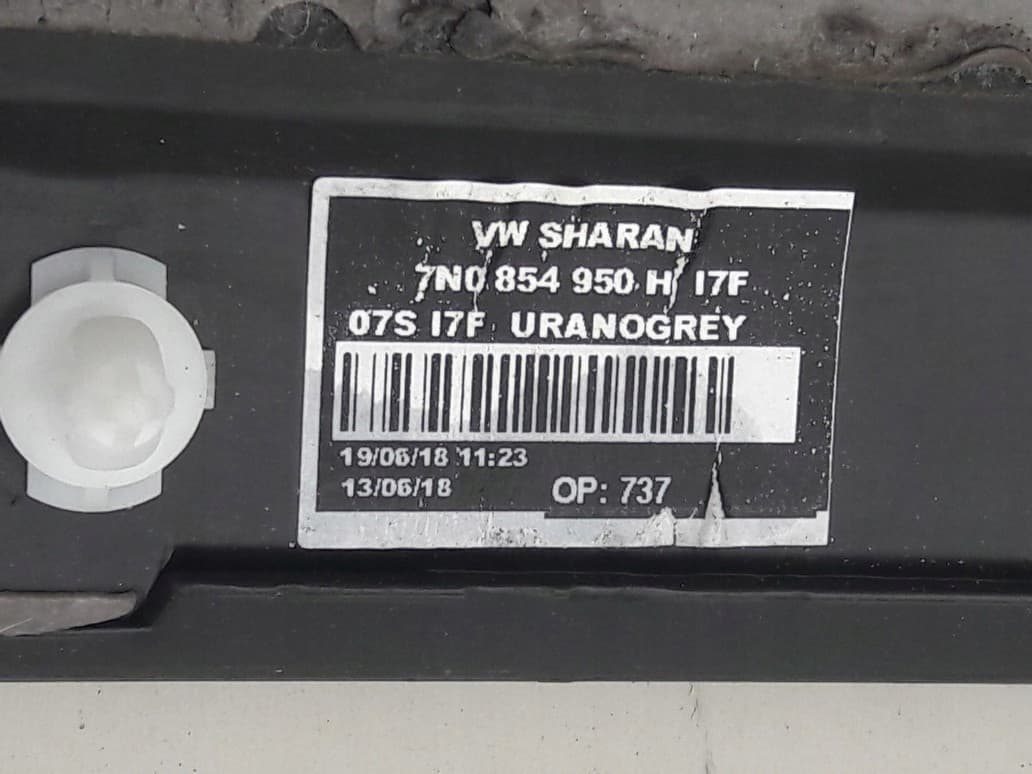 VW SHARAN
7N0 854 950 H I7F
07S I7F URANOGREY
19/06/18 11:23
13/06/18
OP: 737